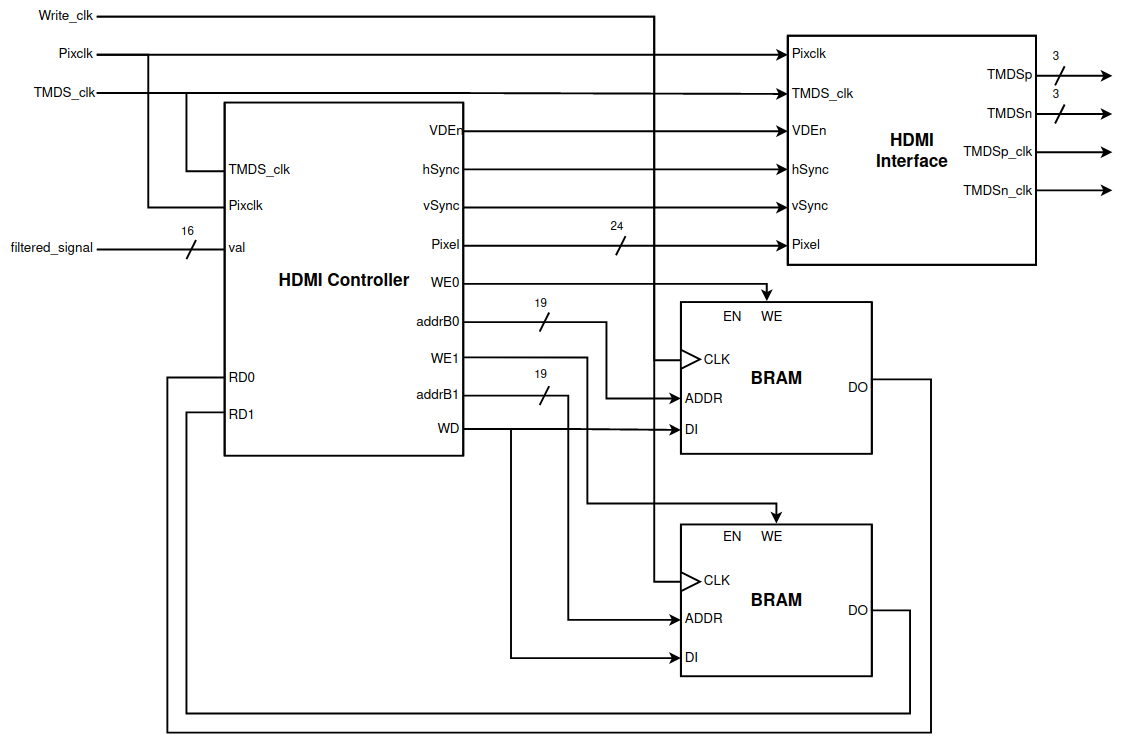 Write_clk
Pixclk
TMDS_clk
filtered_signal
16
TMDS_clk
Pixclk
val
RD0
RD1
HDMI Controller
VDEn
hSync
vSync
Pixel
WE0
addrB0
WE1
addrB1
WD
24
19
19
Pixclk
TMDS_clk
VDEn
hSync
vSync
Pixel
HDMI
Interface
TMDSp
TMDSn
TMDSp_clk
TMDSn_clk
3
3
EN WE
CLK
BRAM
ADDR
DI
DO
EN WE
CLK
BRAM
ADDR
DI
DO